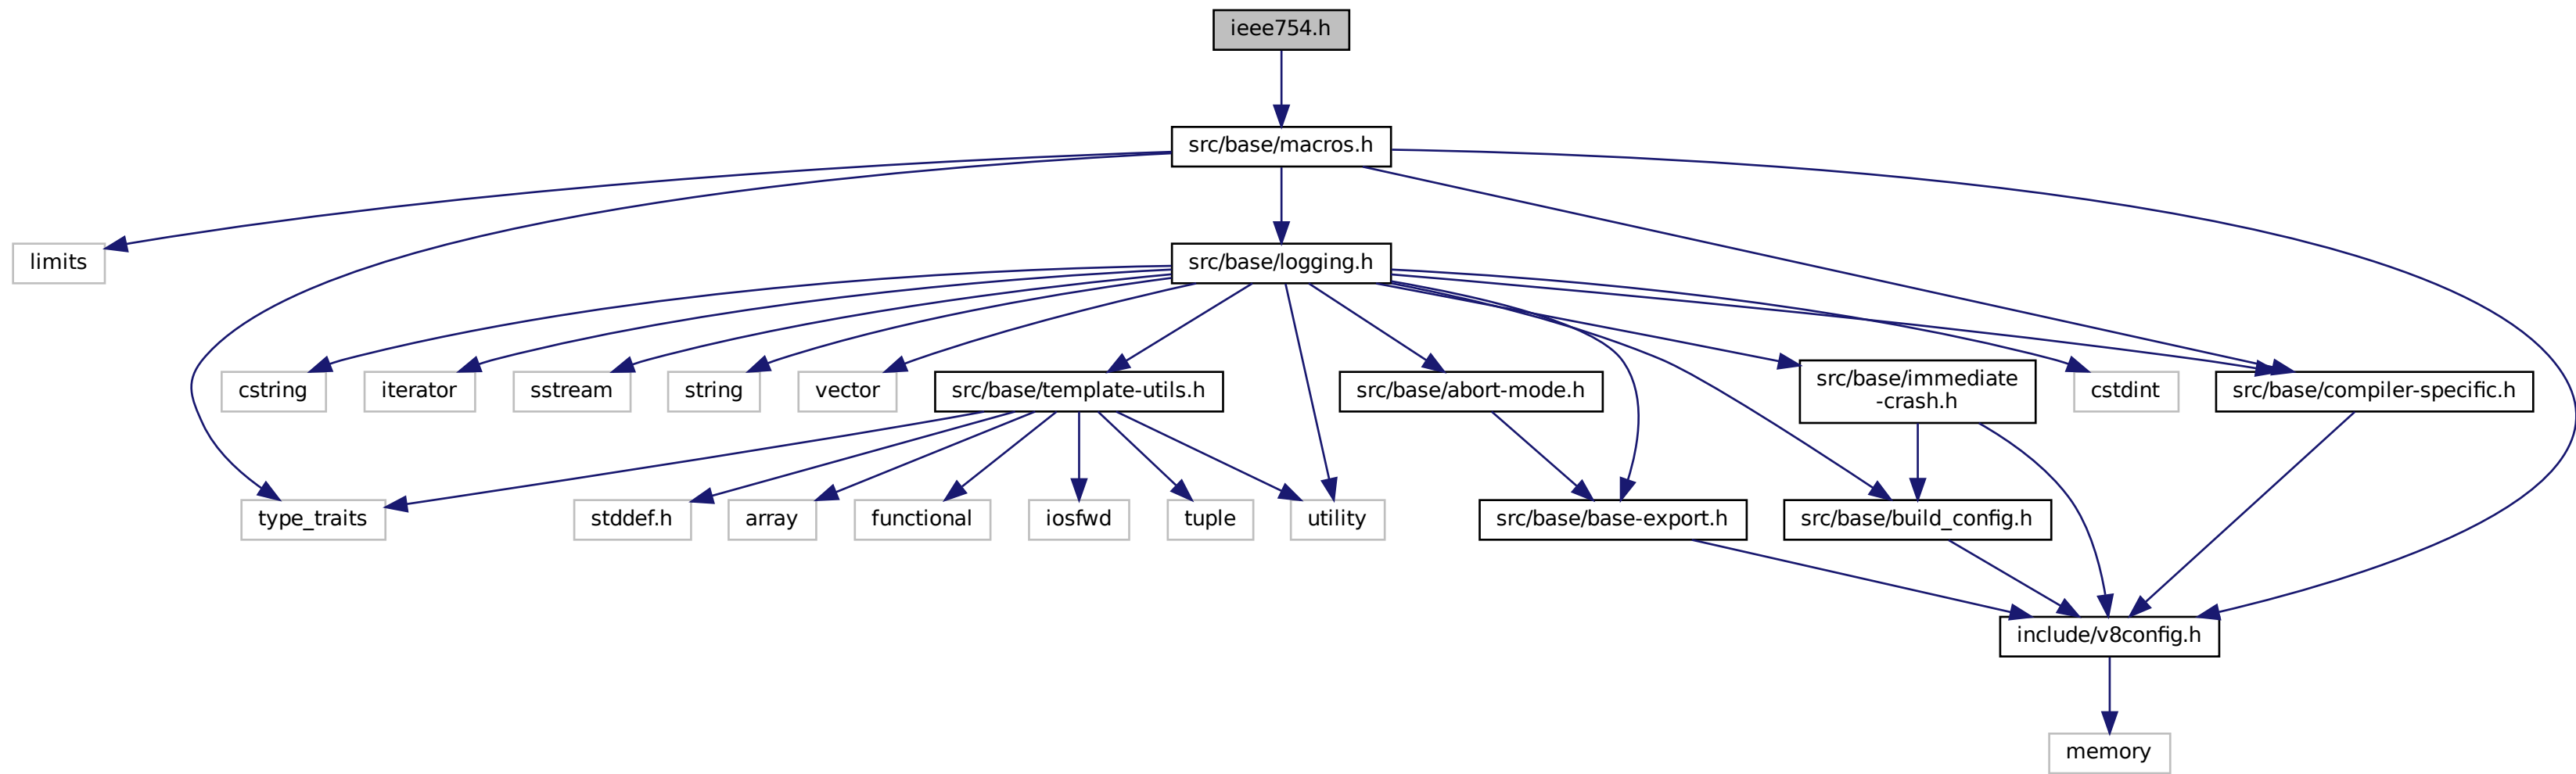 ieee754.h
src/base/macros.h
limits
src/base/logging.h
cstring
iterator
sstream
string
vector
src/base/template-utils.h
src/base/abort-mode.h
src/base/immediate
-crash.h
cstdint
src/base/compiler-specific.h
type_traits
stddef.h
array
functional
iosfwd
tuple
utility
src/base/base-export.h
src/base/build_config.h
include/v8config.h
memory